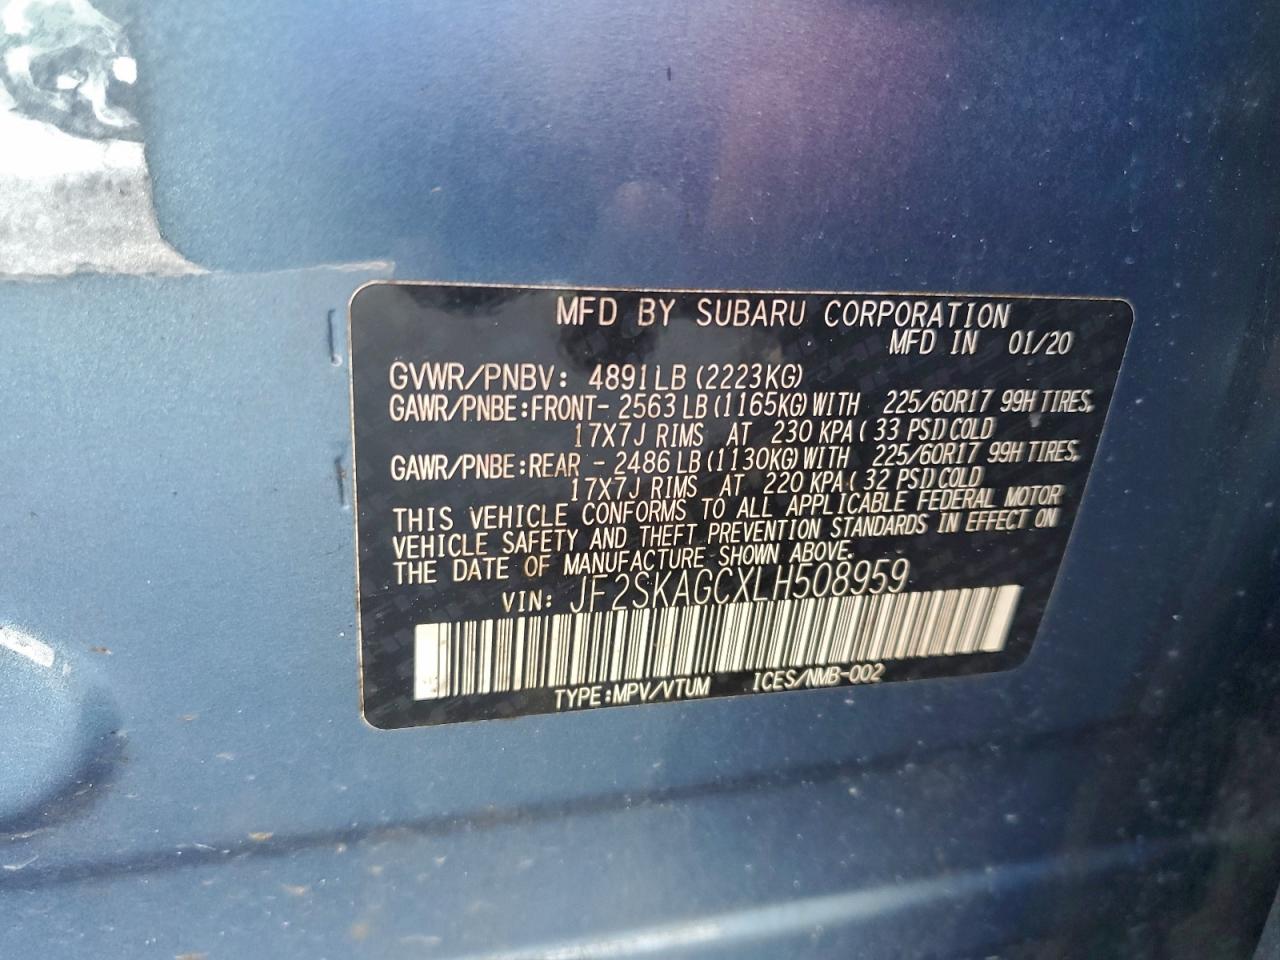 MFD BY SUBARU CORPORATION
MFD IN 01/20
GVWR/PNBV: 4891LB (2223KG)
GAWR/PNBE:FRONT- 2563 LB (1165KG) WITH 225/60R17 99H TIRES,
17X7J RIMS AT 230 KPA ( 33 PSI) COLD
GAWR/PNBE:REAR - 2486 LB (1130KG) WITH 225/60R17 99H TIRES,
17X7J RIMS AT 220 KPA ( 32 PSI) COLD
THIS VEHICLE CONFORMS TO ALL APPLICABLE FEDERAL MOTOR
VEHICLE SAFETY AND THEFT PREVENTION STANDARDS IN EFFECT ON
THE DATE OF MANUFACTURE SHOWN ABOVE.
VIN: JF2SKAGCXLH508959
TYPE:MPV/VTUM ICES/NMB-002